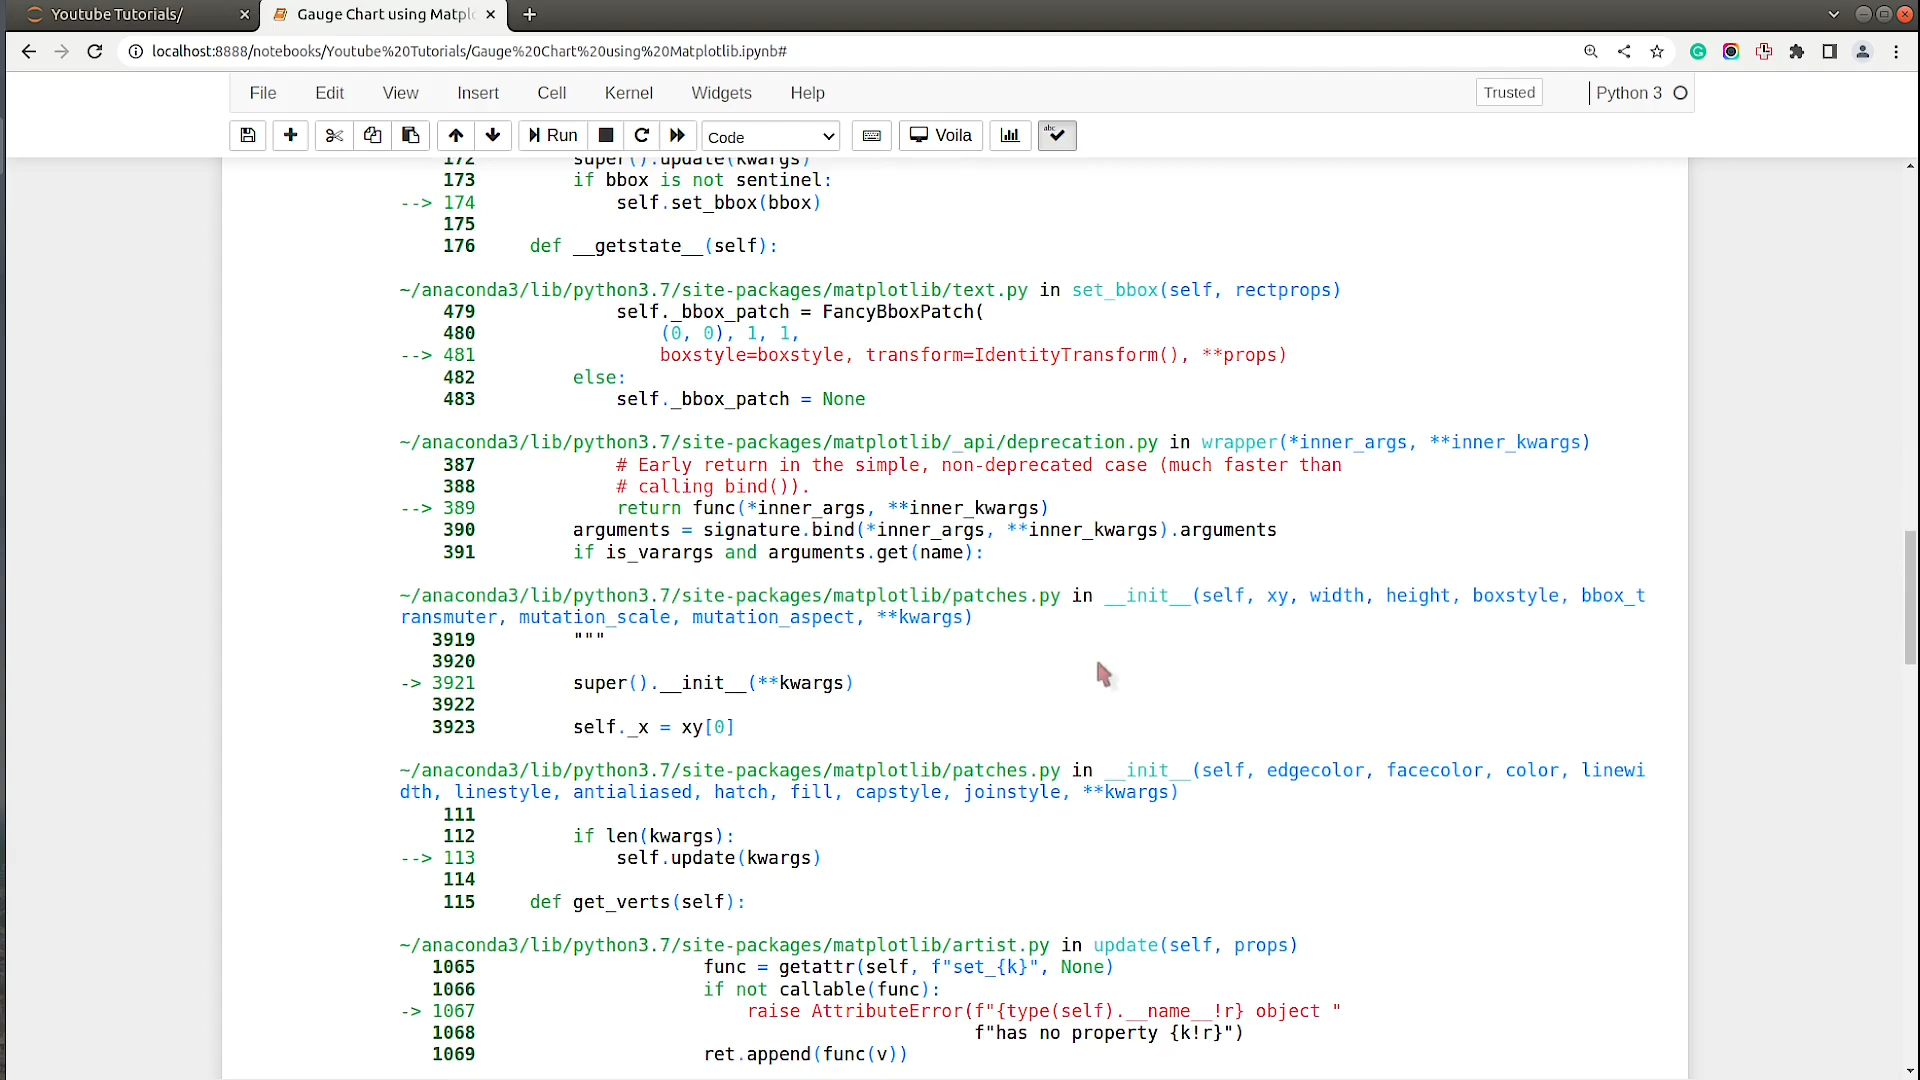 Youtube Tutorials/
Gauge Chart using Matplo
localhost:8888/notebooks/Youtube%20Tutorials/Gauge%20Chart%20using%20Matplotlib.ipynb#
File Edit View Insert Cell Kernel Widgets Help Trusted Python 3
Run Code Voila abc
172 super().update(kwargs)
173 if bbox is not sentinel:
--> 174 self.set_bbox(bbox)
175
176 def __getstate__(self):
~/anaconda3/lib/python3.7/site-packages/matplotlib/text.py in set_bbox(self, rectprops)
479 self._bbox_patch = FancyBboxPatch(
480 (0, 0), 1, 1,
--> 481 boxstyle=boxstyle, transform=IdentityTransform(), **props)
482 else:
483 self._bbox_patch = None
~/anaconda3/lib/python3.7/site-packages/matplotlib/_api/deprecation.py in wrapper(*inner_args, **inner_kwargs)
387 # Early return in the simple, non-deprecated case (much faster than
388 # calling bind()).
--> 389 return func(*inner_args, **inner_kwargs)
390 arguments = signature.bind(*inner_args, **inner_kwargs).arguments
391 if is_varargs and arguments.get(name):
~/anaconda3/lib/python3.7/site-packages/matplotlib/patches.py in __init__(self, xy, width, height, boxstyle, bbox_t
ransmuter, mutation_scale, mutation_aspect, **kwargs)
3919 """
3920
-> 3921 super().__init__(**kwargs)
3922
3923 self._x = xy[0]
~/anaconda3/lib/python3.7/site-packages/matplotlib/patches.py in __init__(self, edgecolor, facecolor, color, linewi
dth, linestyle, antialiased, hatch, fill, capstyle, joinstyle, **kwargs)
111
112 if len(kwargs):
--> 113 self.update(kwargs)
114
115 def get_verts(self):
~/anaconda3/lib/python3.7/site-packages/matplotlib/artist.py in update(self, props)
1065 func = getattr(self, f"set_{k}", None)
1066 if not callable(func):
-> 1067 raise AttributeError(f"{type(self).__name__!r} object "
1068 f"has no property {k!r}")
1069 ret.append(func(v))